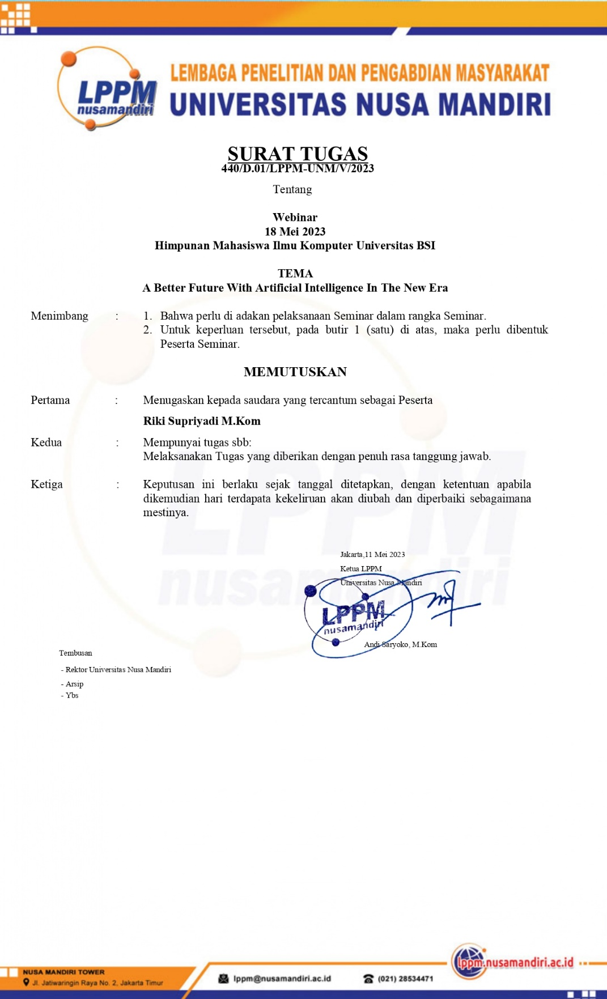 LPPM
nusamandiri
LEMBAGA PENELITIAN DAN PENGABDIAN MASYARAKAT
UNIVERSITAS NUSA MANDIRI
SURAT TUGAS
440/D.01/LPPM-UNM/V/2023
Tentang
Webinar
18 Mei 2023
Himpunan Mahasiswa Ilmu Komputer Universitas BSI
TEMA
A Better Future With Artificial Intelligence In The New Era
Menimbang : 1. Bahwa perlu di adakan pelaksanaan Seminar dalam rangka Seminar.
2. Untuk keperluan tersebut, pada butir 1 (satu) di atas, maka perlu dibentuk
Peserta Seminar.
MEMUTUSKAN
Pertama : Menugaskan kepada saudara yang tercantum sebagai Peserta
Riki Supriyadi M.Kom
Kedua : Mempunyai tugas sbb:
Melaksanakan Tugas yang diberikan dengan penuh rasa tanggung jawab.
Ketiga : Keputusan ini berlaku sejak tanggal ditetapkan, dengan ketentuan apabila
dikemudian hari terdapata kekeliruan akan diubah dan diperbaiki sebagaimana
mestinya.
LPPM
nusamandiri
Jakarta,11 Mei 2023
Ketua LPPM
Universitas Nusa Mandiri
LPPM
nusamandiri
Andi Saryoko, M.Kom
Tembusan
- Rektor Universitas Nusa Mandiri
- Arsip
- Ybs
NUSA MANDIRI TOWER
Jl. Jatiwaringin Raya No. 2, Jakarta Timur
lppm@nusamandiri.ac.id
(021) 28534471
lppm.nusamandiri.ac.id